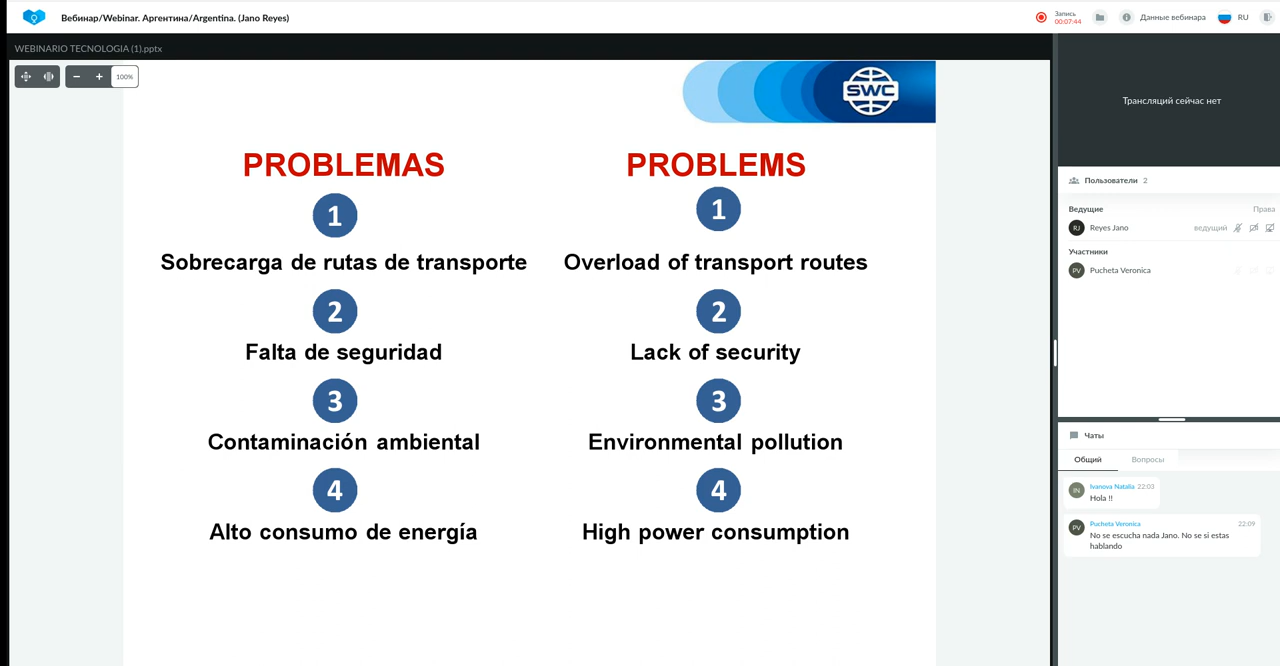 Вебинар/Webinar. Аргентина/Argentina. (Jano Reyes)
Запись
00:07:44
Данные вебинара
RU
WEBINARIO TECNOLOGIA (1).pptx
100%
SWC
PROBLEMAS
1
Sobrecarga de rutas de transporte
2
Falta de seguridad
3
Contaminación ambiental
4
Alto consumo de energía
PROBLEMS
1
Overload of transport routes
2
Lack of security
3
Environmental pollution
4
High power consumption
Трансляций сейчас нет
Пользователи 2
Ведущие Права
RJ Reyes Jano ведущий
Участники
PV Pucheta Veronica
Чаты
Общий Вопросы
IN Ivanova Natalia 22:03
Hola !!
PV Pucheta Veronica 22:09
No se escucha nada Jano. No se si estas
hablando